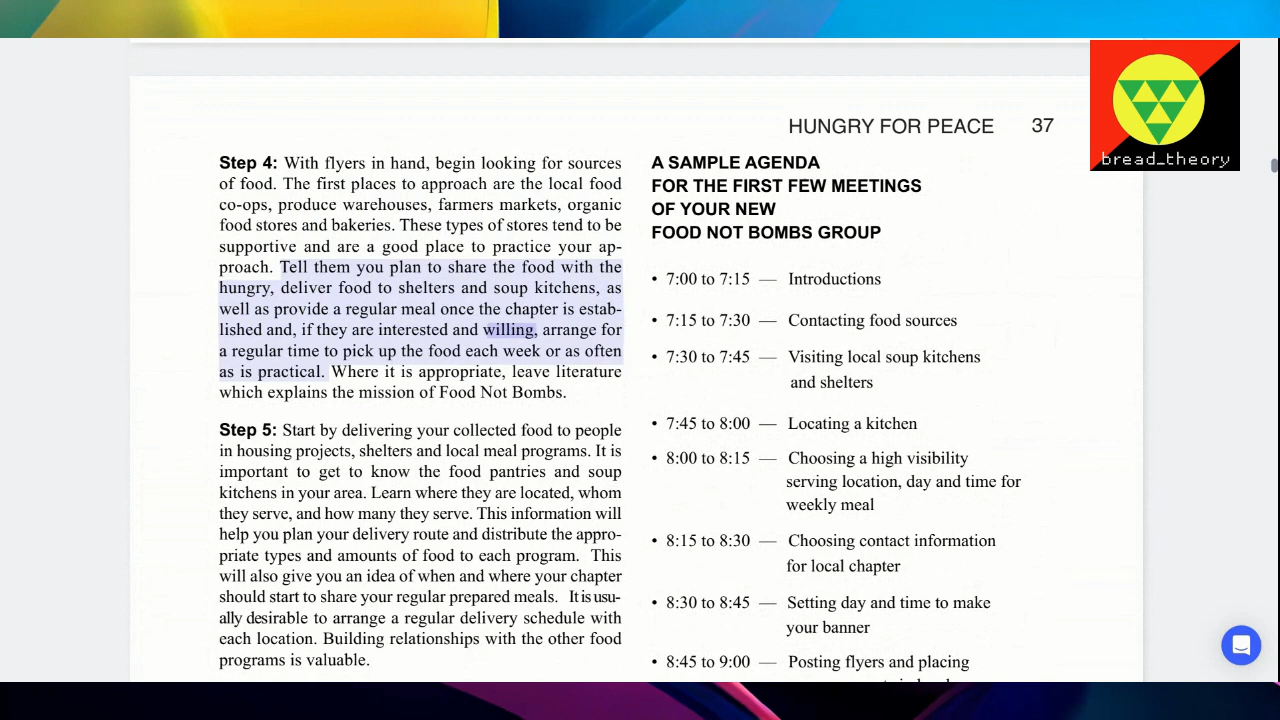 HUNGRY FOR PEACE 37
bread_theory
Step 4: With flyers in hand, begin looking for sources
of food. The first places to approach are the local food
co-ops, produce warehouses, farmers markets, organic
food stores and bakeries. These types of stores tend to be
supportive and are a good place to practice your ap-
proach. Tell them you plan to share the food with the
hungry, deliver food to shelters and soup kitchens, as
well as provide a regular meal once the chapter is estab-
lished and, if they are interested and willing, arrange for
a regular time to pick up the food each week or as often
as is practical. Where it is appropriate, leave literature
which explains the mission of Food Not Bombs.
Step 5: Start by delivering your collected food to people
in housing projects, shelters and local meal programs. It is
important to get to know the food pantries and soup
kitchens in your area. Learn where they are located, whom
they serve, and how many they serve. This information will
help you plan your delivery route and distribute the appro-
priate types and amounts of food to each program. This
will also give you an idea of when and where your chapter
should start to share your regular prepared meals. It is usu-
ally desirable to arrange a regular delivery schedule with
each location. Building relationships with the other food
programs is valuable.
A SAMPLE AGENDA
FOR THE FIRST FEW MEETINGS
OF YOUR NEW
FOOD NOT BOMBS GROUP
• 7:00 to 7:15 — Introductions
• 7:15 to 7:30 — Contacting food sources
• 7:30 to 7:45 — Visiting local soup kitchens
and shelters
• 7:45 to 8:00 — Locating a kitchen
• 8:00 to 8:15 — Choosing a high visibility
serving location, day and time for
weekly meal
• 8:15 to 8:30 — Choosing contact information
for local chapter
• 8:30 to 8:45 — Setting day and time to make
your banner
• 8:45 to 9:00 — Posting flyers and placing